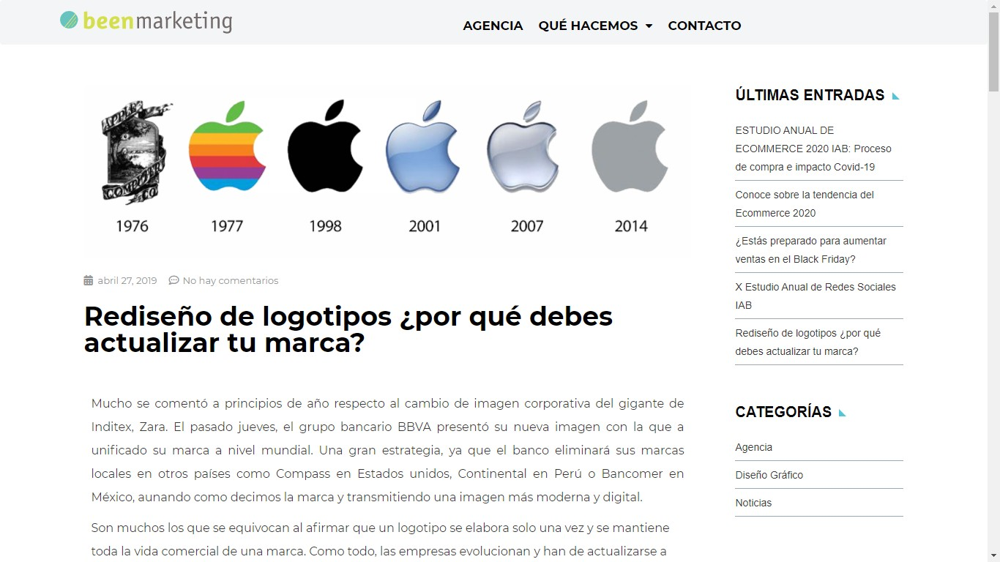 beenmarketing
AGENCIA QUÉ HACEMOS CONTACTO
APPLE
COMPUTER
CO
1976 1977 1998 2001 2007 2014
abril 27, 2019 No hay comentarios
Rediseño de logotipos ¿por qué debes
actualizar tu marca?
Mucho se comentó a principios de año respecto al cambio de imagen corporativa del gigante de
Inditex, Zara. El pasado jueves, el grupo bancario BBVA presentó su nueva imagen con la que a
unificado su marca a nivel mundial. Una gran estrategia, ya que el banco eliminará sus marcas
locales en otros países como Compass en Estados unidos, Continental en Perú o Bancomer en
México, aunando como decimos la marca y transmitiendo una imagen más moderna y digital.
Son muchos los que se equivocan al afirmar que un logotipo se elabora solo una vez y se mantiene
toda la vida comercial de una marca. Como todo, las empresas evolucionan y han de actualizarse a
ÚLTIMAS ENTRADAS
ESTUDIO ANUAL DE
ECOMMERCE 2020 IAB: Proceso
de compra e impacto Covid-19
Conoce sobre la tendencia del
Ecommerce 2020
¿Estás preparado para aumentar
ventas en el Black Friday?
X Estudio Anual de Redes Sociales
IAB
Rediseño de logotipos ¿por qué
debes actualizar tu marca?
CATEGORÍAS
Agencia
Diseño Gráfico
Noticias